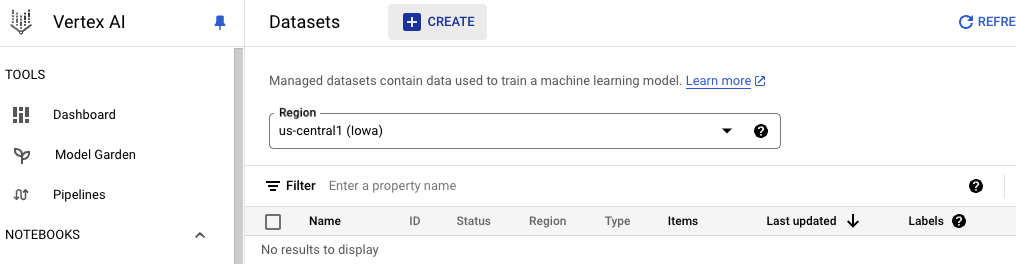 Vertex AI
Datasets
CREATE
REFRE
TOOLS
Dashboard
Model Garden
Pipelines
NOTEBOOKS
Managed datasets contain data used to train a machine learning model. Learn more
Region
us-central1 (Iowa)
Filter Enter a property name
Name ID Status Region Type Items Last updated Labels
No results to display